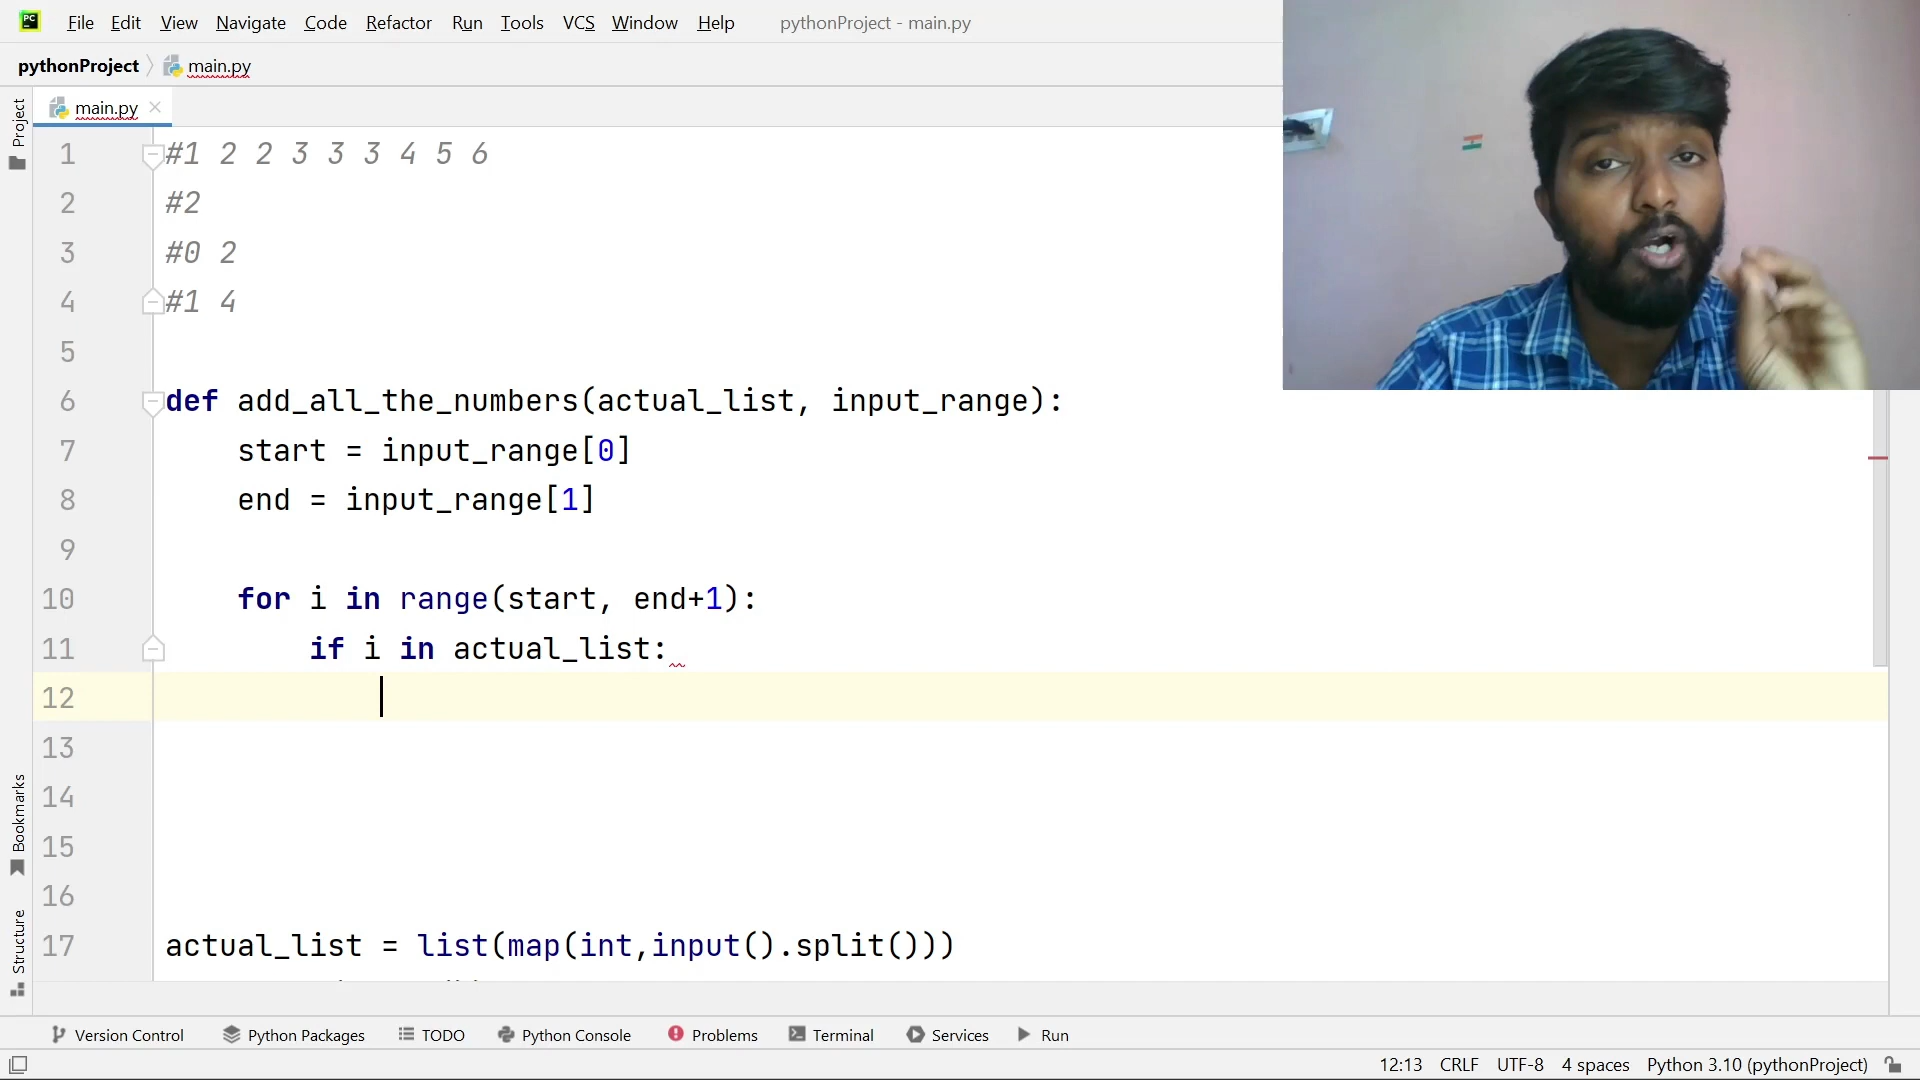 PC File Edit View Navigate Code Refactor Run Tools VCS Window Help pythonProject - main.py
pythonProject main.py
Project
main.py
1 #1 2 2 3 3 3 4 5 6
2 #2
3 #0 2
4 #1 4
5
6 def add_all_the_numbers(actual_list, input_range):
7 start = input_range[0]
8 end = input_range[1]
9
10 for i in range(start, end+1):
11 if i in actual_list:
12
13
14
15
16
17 actual_list = list(map(int,input().split()))
Bookmarks
Structure
Version Control Python Packages TODO Python Console Problems Terminal Services Run
12:13 CRLF UTF-8 4 spaces Python 3.10 (pythonProject)